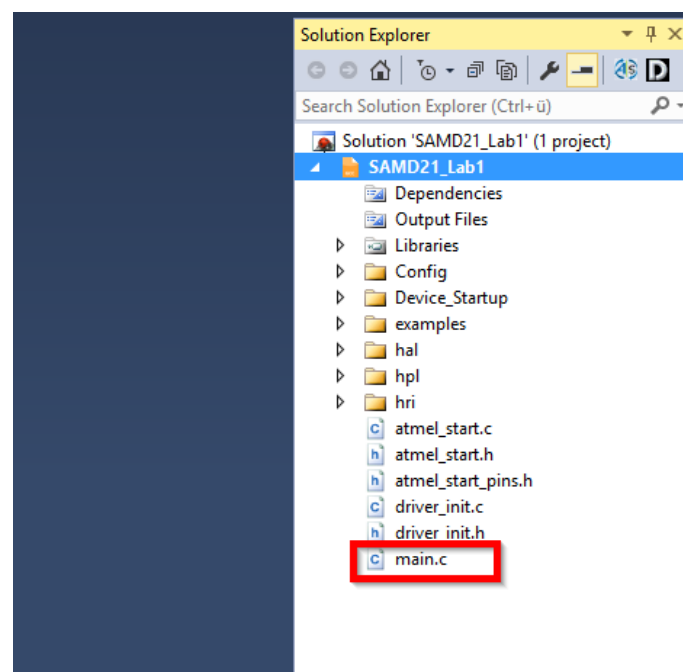 Solution Explorer
Search Solution Explorer (Ctrl+ü)
Solution 'SAMD21_Lab1' (1 project)
SAMD21_Lab1
Dependencies
Output Files
Libraries
Config
Device_Startup
examples
hal
hpl
hri
atmel_start.c
atmel_start.h
atmel_start_pins.h
driver_init.c
driver_init.h
main.c